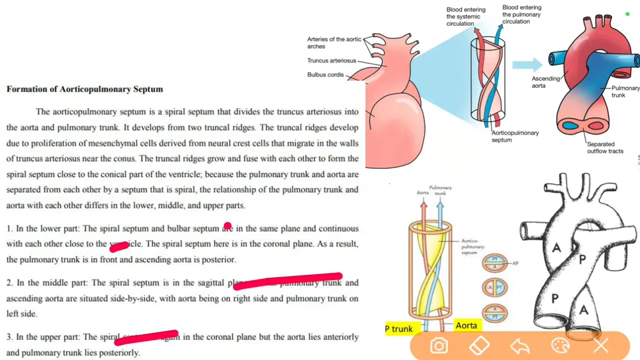 Formation of Aorticopulmonary Septum
The aorticopulmonary septum is a spiral septum that divides the truncus arteriosus into
the aorta and pulmonary trunk. It develops from two truncal ridges. The truncal ridges develop
due to proliferation of mesenchymal cells derived from neural crest cells that migrate in the walls
of truncus arteriosus near the conus. The truncal ridges grow and fuse with each other to form the
spiral septum close to the conical part of the ventricle; because the pulmonary trunk and aorta are
separated from each other by a septum that is spiral, the relationship of the pulmonary trunk and
aorta with each other differs in the lower, middle, and upper parts.
1. In the lower part: The spiral septum and bulbar septum are in the same plane and continuous
with each other close to the ventricle. The spiral septum here is in the coronal plane. As a result,
the pulmonary trunk is in front and ascending aorta is posterior.
2. In the middle part: The spiral septum is in the sagittal pulmonary trunk and
ascending aorta are situated side-by-side, with aorta being on right side and pulmonary trunk on
left side.
3. In the upper part: The spiral in the coronal plane but the aorta lies anteriorly
and pulmonary trunk lies posteriorly.
Arteries of the aortic
arches
Truncus arteriosus
Bulbus cordis
Blood entering
the systemic
circulation
Blood entering
the pulmonary
circulation
Aorticopulmonary
septum
Ascending
aorta
Pulmonary
trunk
Separated
outflow tracts
Aorta
Pulmonary
trunk
Aortico-
pulmonary
septum
AP
P trunk
Aorta
A
P
P
A